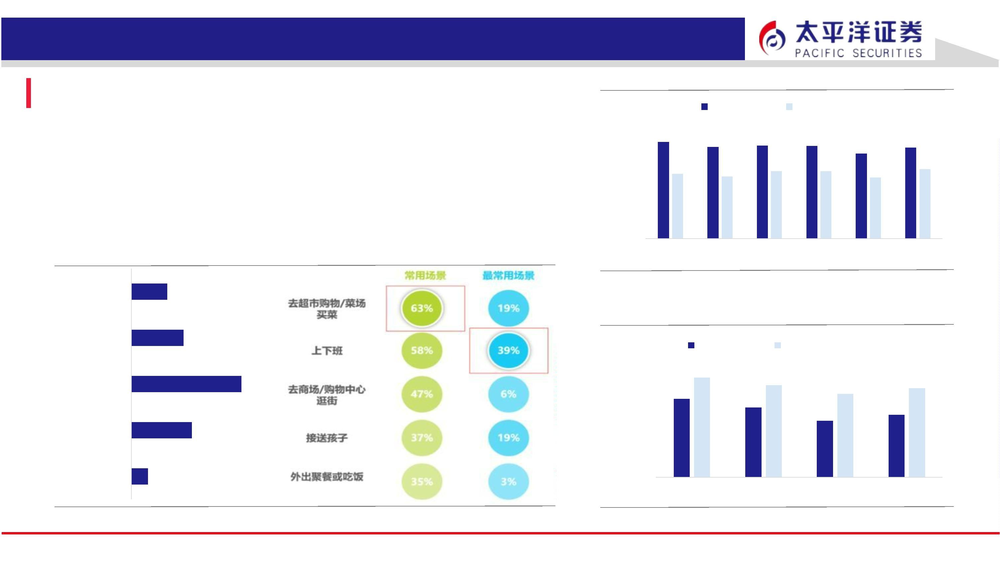 太平洋证券
PACIFIC SECURITIES
常用场景
最常用场景
去超市购物/菜场
买菜
63%
19%
上下班
58%
39%
去商场/购物中心
逛街
47%
6%
接送孩子
37%
19%
外出聚餐或吃饭
35%
3%